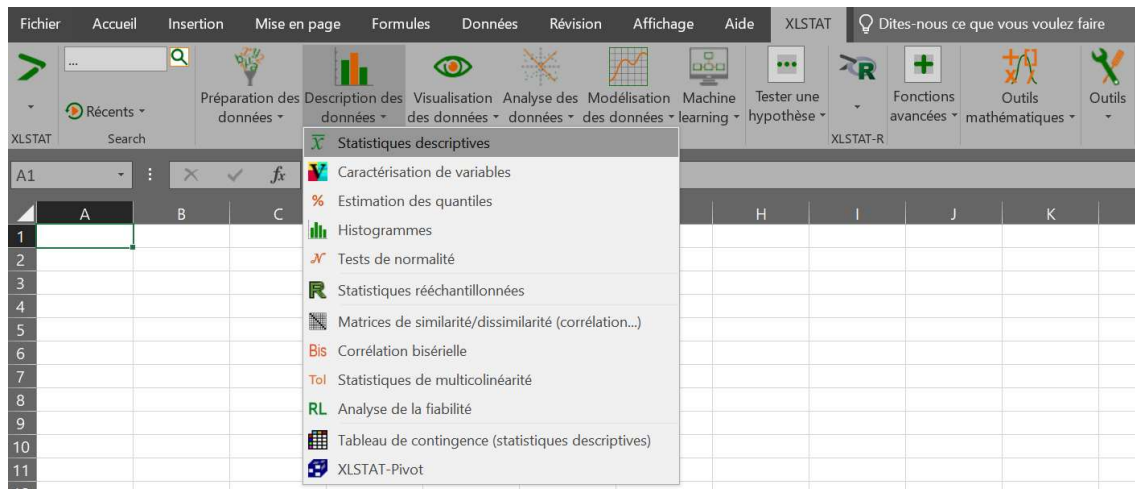 Fichier Accueil Insertion Mise en page Formules Données Révision Affichage Aide XLSTAT Dites-nous ce que vous voulez faire
...
Récents
Préparation des données
Description des données
Visualisation des données
Analyse des données
Modélisation des données
Machine learning
Tester une hypothèse
R
Fonctions avancées
Outils mathématiques
Outils
XLSTAT Search XLSTAT-R
A1 fx
x Statistiques descriptives
V Caractérisation de variables
% Estimation des quantiles
Histogrammes
N Tests de normalité
R Statistiques rééchantillonnées
Matrices de similarité/dissimilarité (corrélation...)
Bis Corrélation bisérielle
Tol Statistiques de multicolinéarité
RL Analyse de la fiabilité
Tableau de contingence (statistiques descriptives)
XLSTAT-Pivot
A B C H I J K
1
2
3
4
5
6
7
8
9
10
11